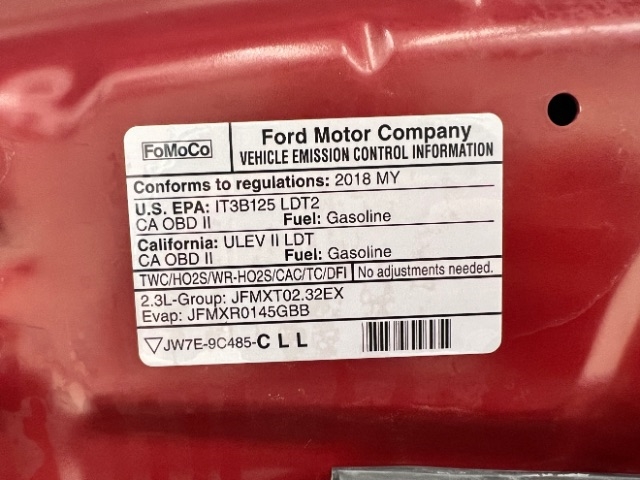 FoMoCo
Ford Motor Company
VEHICLE EMISSION CONTROL INFORMATION
Conforms to regulations: 2018 MY
U.S. EPA: IT3B125 LDT2
CA OBD II Fuel: Gasoline
California: ULEV II LDT
CA OBD II Fuel: Gasoline
TWC/HO2S/WR-HO2S/CAC/TC/DFI No adjustments needed.
2.3L-Group: JFMXT02.32EX
Evap: JFMXR0145GBB
JW7E-9C485-CLL